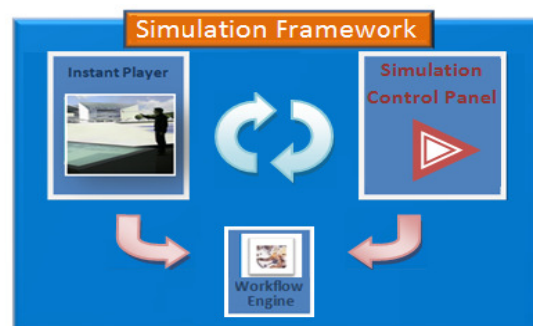 Simulation Framework
Instant Player
Simulation
Control Panel
Workflow
Engine